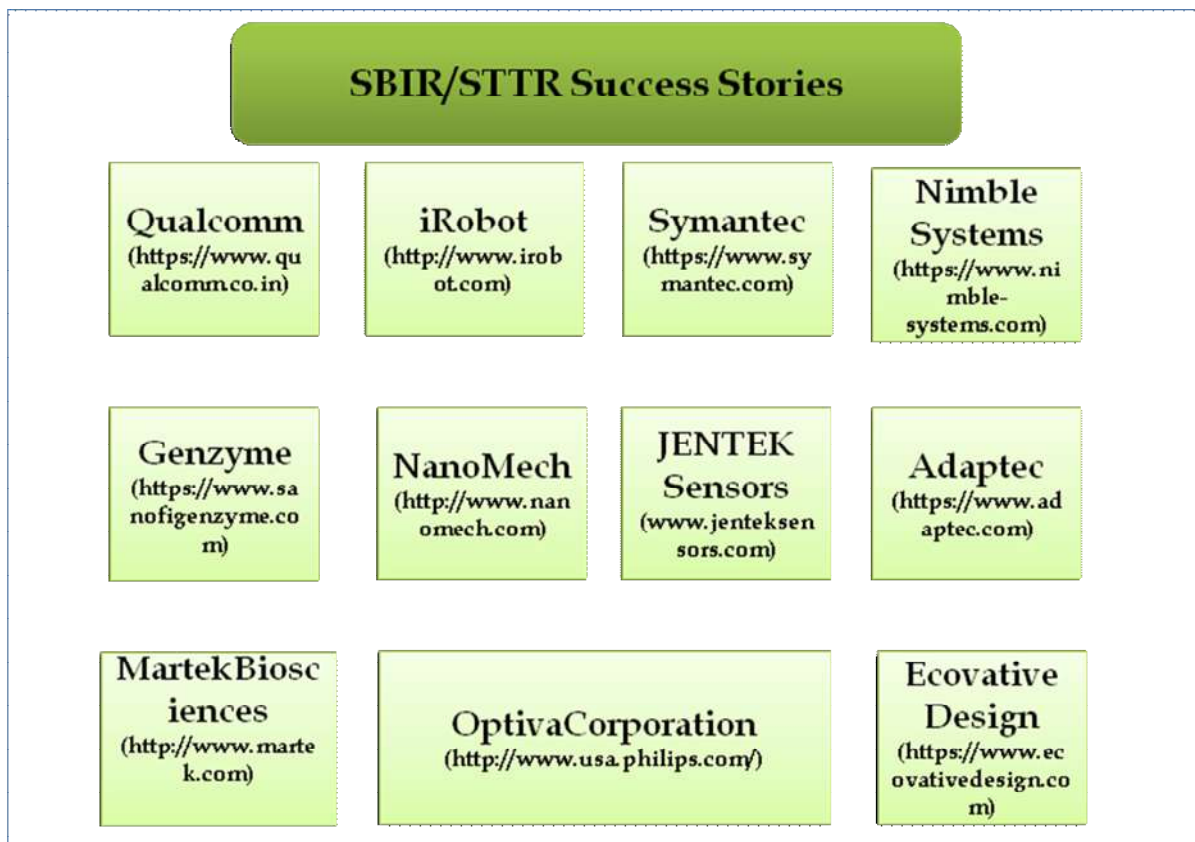 SBIR/STTR Success Stories
Qualcomm
(https://www.qu
alcomm.co.in)
iRobot
(http://www.irob
ot.com)
Symantec
(https://www.sy
mantec.com)
Nimble
Systems
(https://www.ni
mble-
systems.com)
Genzyme
(https://www.sa
nofigenzyme.co
m)
NanoMech
(http://www.nan
omech.com)
JENTEK
Sensors
(www.jenteksen
sors.com)
Adaptec
(https://www.ad
aptec.com)
MartekBiosc
iences
(http://www.marte
k.com)
OptivaCorporation
(http://www.usa.philips.com/)
Ecovative
Design
(https://www.ec
ovativedesign.co
m)